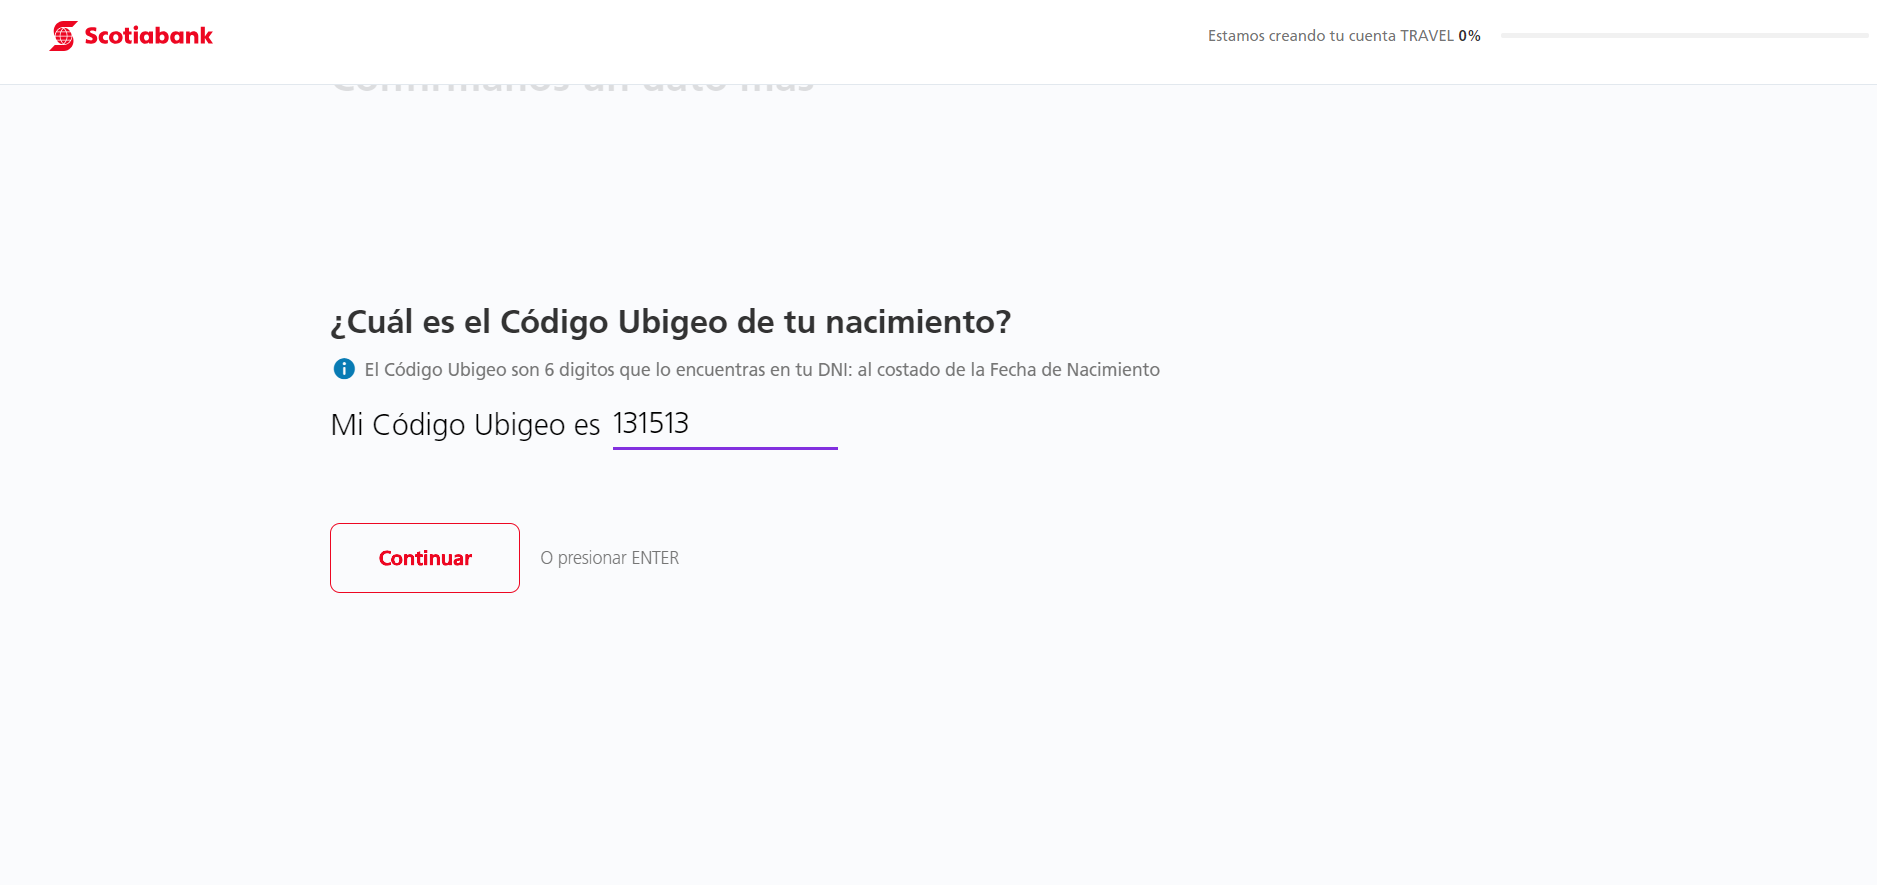 Scotiabank
Estamos creando tu cuenta TRAVEL 0%
¿Cuál es el Código Ubigeo de tu nacimiento?
El Código Ubigeo son 6 digitos que lo encuentras en tu DNI: al costado de la Fecha de Nacimiento
Mi Código Ubigeo es 131513
Continuar
O presionar ENTER